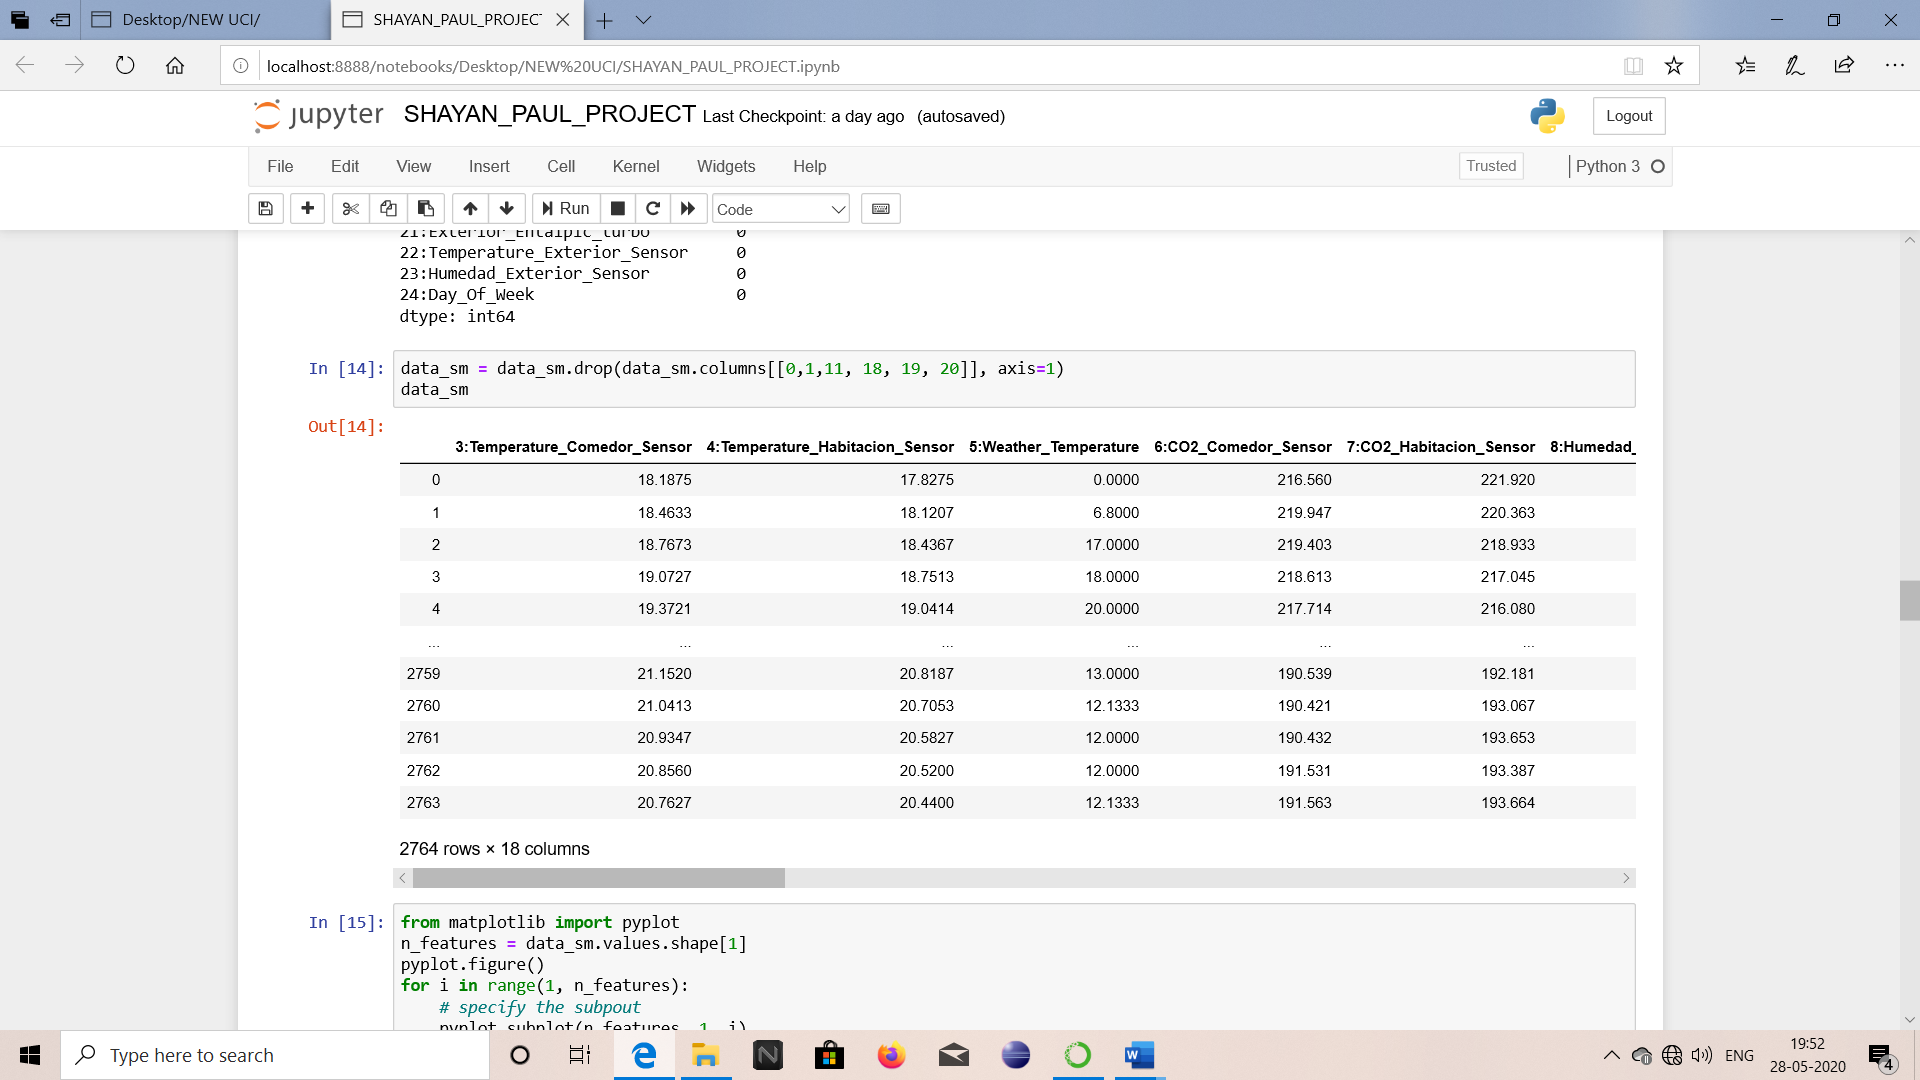 Desktop/NEW UCI/
SHAYAN_PAUL_PROJEC
localhost:8888/notebooks/Desktop/NEW%20UCI/SHAYAN_PAUL_PROJECT.ipynb
jupyter SHAYAN_PAUL_PROJECT Last Checkpoint: a day ago (autosaved)
Logout
File Edit View Insert Cell Kernel Widgets Help
Trusted
Python 3
Run
Code
21:Exterior_Entalpic_turbo 0
22:Temperature_Exterior_Sensor 0
23:Humedad_Exterior_Sensor 0
24:Day_Of_Week 0
dtype: int64
In [14]: data_sm = data_sm.drop(data_sm.columns[[0,1,11, 18, 19, 20]], axis=1)
data_sm
Out[14]:
3:Temperature_Comedor_Sensor 4:Temperature_Habitacion_Sensor 5:Weather_Temperature 6:CO2_Comedor_Sensor 7:CO2_Habitacion_Sensor 8:Humedad_
0 18.1875 17.8275 0.0000 216.560 221.920
1 18.4633 18.1207 6.8000 219.947 220.363
2 18.7673 18.4367 17.0000 219.403 218.933
3 19.0727 18.7513 18.0000 218.613 217.045
4 19.3721 19.0414 20.0000 217.714 216.080
... ... ... ... ... ...
2759 21.1520 20.8187 13.0000 190.539 192.181
2760 21.0413 20.7053 12.1333 190.421 193.067
2761 20.9347 20.5827 12.0000 190.432 193.653
2762 20.8560 20.5200 12.0000 191.531 193.387
2763 20.7627 20.4400 12.1333 191.563 193.664
2764 rows × 18 columns
In [15]: from matplotlib import pyplot
n_features = data_sm.values.shape[1]
pyplot.figure()
for i in range(1, n_features):
# specify the subpout
pyplot.subplot(n_features, 1, i)
Type here to search
ENG
19:52
28-05-2020
4